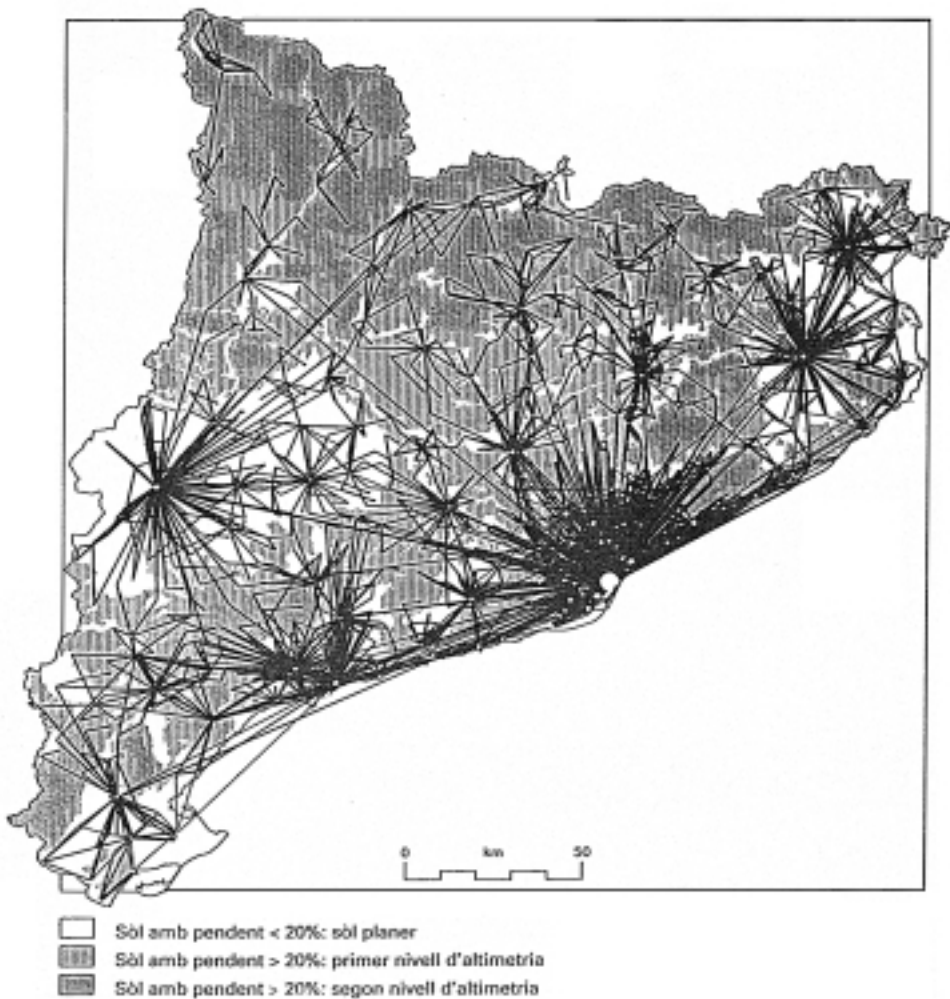 0 km 50
Sòl amb pendent < 20%: sòl planer
Sòl amb pendent > 20%: primer nivell d'altimetria
Sòl amb pendent > 20%: segon nivell d'altimetria